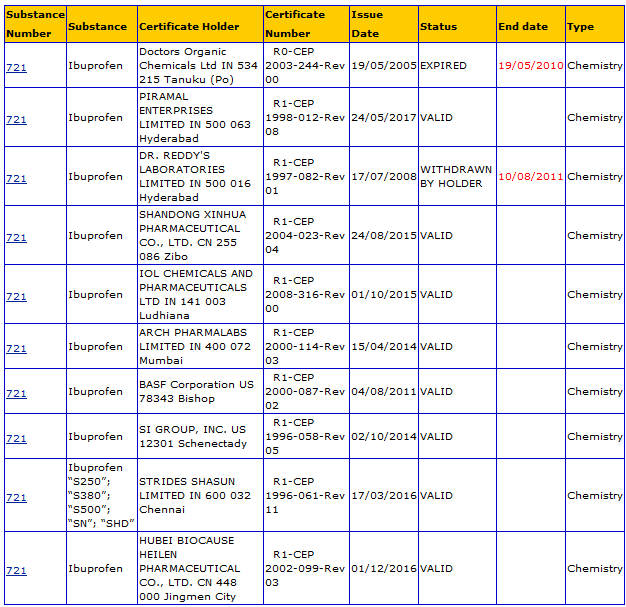 Substance Number Substance Certificate Holder Certificate Number Issue Date Status End date Type
721 Ibuprofen Doctors Organic Chemicals Ltd IN 534 215 Tanuku (Po) R0-CEP 2003-244-Rev 00 19/05/2005 EXPIRED 19/05/2010 Chemistry
721 Ibuprofen PIRAMAL ENTERPRISES LIMITED IN 500 063 Hyderabad R1-CEP 1998-012-Rev 08 24/05/2017 VALID Chemistry
721 Ibuprofen DR. REDDY'S LABORATORIES LIMITED IN 500 016 Hyderabad R1-CEP 1997-082-Rev 01 17/07/2008 WITHDRAWN BY HOLDER 10/08/2011 Chemistry
721 Ibuprofen SHANDONG XINHUA PHARMACEUTICAL CO., LTD. CN 255 086 Zibo R1-CEP 2004-023-Rev 04 24/08/2015 VALID Chemistry
721 Ibuprofen IOL CHEMICALS AND PHARMACEUTICALS LTD IN 141 003 Ludhiana R1-CEP 2008-316-Rev 00 01/10/2015 VALID Chemistry
721 Ibuprofen ARCH PHARMALABS LIMITED IN 400 072 Mumbai R1-CEP 2000-114-Rev 03 15/04/2014 VALID Chemistry
721 Ibuprofen BASF Corporation US 78343 Bishop R1-CEP 2000-087-Rev 02 04/08/2011 VALID Chemistry
721 Ibuprofen SI GROUP, INC. US 12301 Schenectady R1-CEP 1996-058-Rev 05 02/10/2014 VALID Chemistry
721 Ibuprofen “S250”; “S380”; “S500”; “SN”; “SHD” STRIDES SHASUN LIMITED IN 600 032 Chennai R1-CEP 1996-061-Rev 11 17/03/2016 VALID Chemistry
721 Ibuprofen HUBEI BIOCAUSE HEILEN PHARMACEUTICAL CO., LTD. CN 448 000 Jingmen City R1-CEP 2002-099-Rev 03 01/12/2016 VALID Chemistry